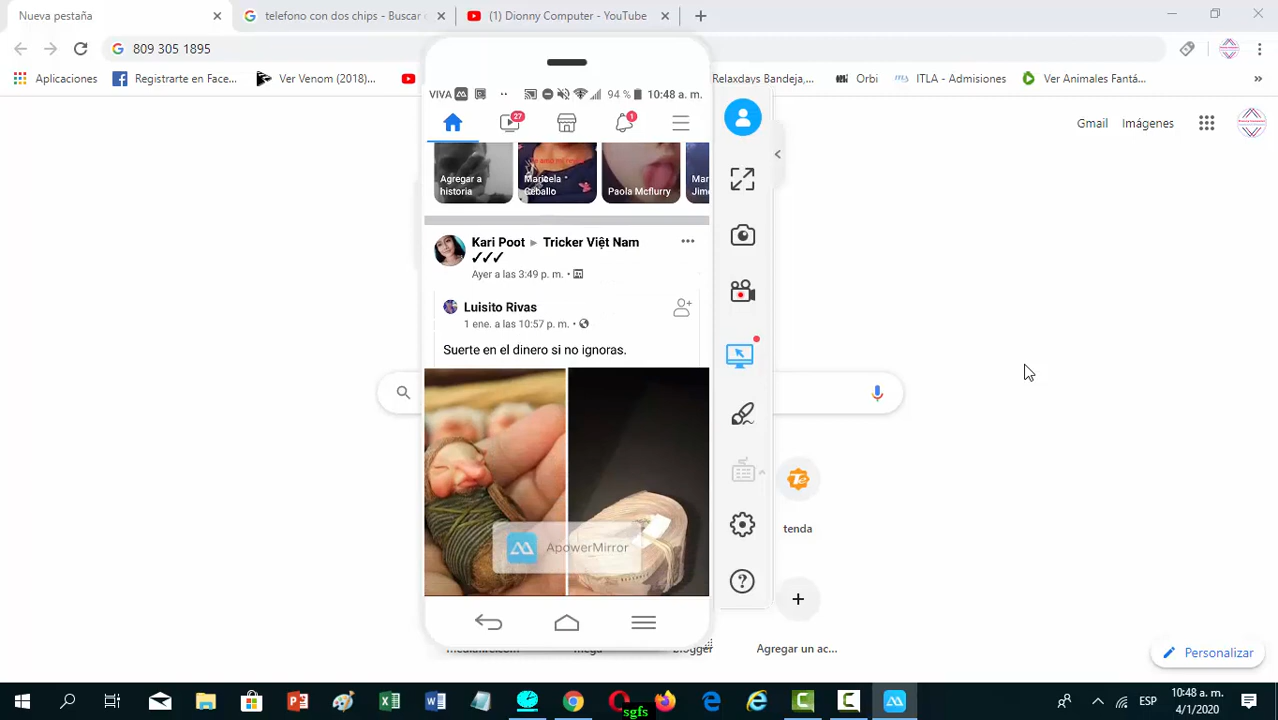 Nueva pestaña
telefono con dos chips - Buscar
(1) Dionny Computer - YouTube
809 305 1895
Aplicaciones
Registrarte en Face...
Ver Venom (2018)...
Relaxdays Bandeja,...
Orbi
ITLA - Admisiones
Ver Animales Fantá...
»
Gmail
Imágenes
VIVA
94 %
10:48 a. m.
27
1
Agregar a
historia
Maricela
Ceballo
Paola Mcflurry
Kari Poot ▸ Tricker Việt Nam
✓✓✓
Ayer a las 3:49 p. m. •
Luisito Rivas
1 ene. a las 10:57 p. m. •
Suerte en el dinero si no ignoras.
ApowerMirror
tenda
Agregar un ac...
Personalizar
sgfs
ESP
10:48 a. m.
4/1/2020